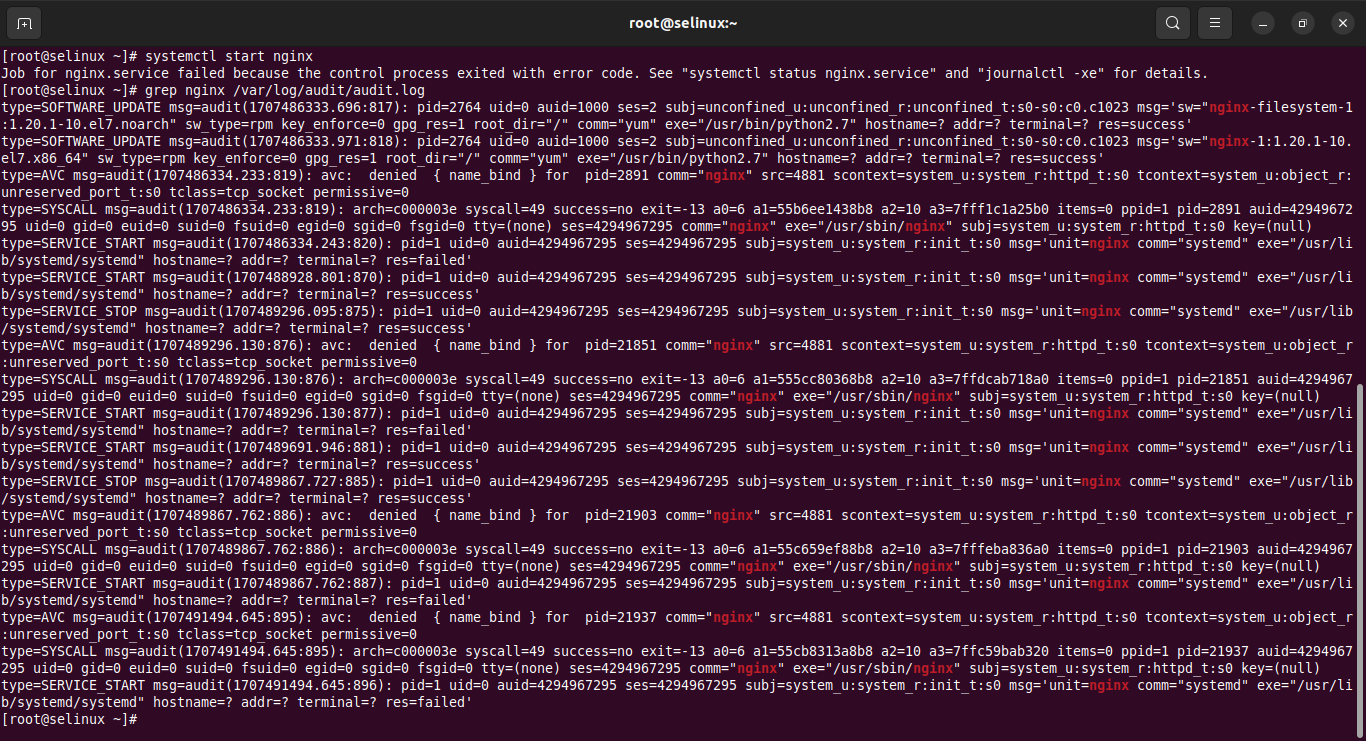 root@selinux:~
[root@selinux ~]# systemctl start nginx
Job for nginx.service failed because the control process exited with error code. See "systemctl status nginx.service" and "journalctl -xe" for details.
[root@selinux ~]# grep nginx /var/log/audit/audit.log
type=SOFTWARE_UPDATE msg=audit(1707486333.696:817): pid=2764 uid=0 auid=1000 ses=2 subj=unconfined_u:unconfined_r:unconfined_t:s0-s0:c0.c1023 msg='sw="nginx-filesystem-1
:1.20.1-10.el7.noarch" sw_type=rpm key_enforce=0 gpg_res=1 root_dir="/" comm="yum" exe="/usr/bin/python2.7" hostname=? addr=? terminal=? res=success'
type=SOFTWARE_UPDATE msg=audit(1707486333.971:818): pid=2764 uid=0 auid=1000 ses=2 subj=unconfined_u:unconfined_r:unconfined_t:s0-s0:c0.c1023 msg='sw="nginx-1:1.20.1-10.
el7.x86_64" sw_type=rpm key_enforce=0 gpg_res=1 root_dir="/" comm="yum" exe="/usr/bin/python2.7" hostname=? addr=? terminal=? res=success'
type=AVC msg=audit(1707486334.233:819): avc:  denied  { name_bind } for  pid=2891 comm="nginx" src=4881 scontext=system_u:system_r:httpd_t:s0 tcontext=system_u:object_r:
unreserved_port_t:s0 tclass=tcp_socket permissive=0
type=SYSCALL msg=audit(1707486334.233:819): arch=c000003e syscall=49 success=no exit=-13 a0=6 a1=55b6ee1438b8 a2=10 a3=7fff1c1a25b0 items=0 ppid=1 pid=2891 auid=42949672
95 uid=0 gid=0 euid=0 suid=0 fsuid=0 egid=0 sgid=0 fsgid=0 tty=(none) ses=4294967295 comm="nginx" exe="/usr/sbin/nginx" subj=system_u:system_r:httpd_t:s0 key=(null)
type=SERVICE_START msg=audit(1707486334.243:820): pid=1 uid=0 auid=4294967295 ses=4294967295 subj=system_u:system_r:init_t:s0 msg='unit=nginx comm="systemd" exe="/usr/li
b/systemd/systemd" hostname=? addr=? terminal=? res=failed'
type=SERVICE_START msg=audit(1707488928.801:870): pid=1 uid=0 auid=4294967295 ses=4294967295 subj=system_u:system_r:init_t:s0 msg='unit=nginx comm="systemd" exe="/usr/li
b/systemd/systemd" hostname=? addr=? terminal=? res=success'
type=SERVICE_STOP msg=audit(1707489296.095:875): pid=1 uid=0 auid=4294967295 ses=4294967295 subj=system_u:system_r:init_t:s0 msg='unit=nginx comm="systemd" exe="/usr/lib
/systemd/systemd" hostname=? addr=? terminal=? res=success'
type=AVC msg=audit(1707489296.130:876): avc:  denied  { name_bind } for  pid=21851 comm="nginx" src=4881 scontext=system_u:system_r:httpd_t:s0 tcontext=system_u:object_r
:unreserved_port_t:s0 tclass=tcp_socket permissive=0
type=SYSCALL msg=audit(1707489296.130:876): arch=c000003e syscall=49 success=no exit=-13 a0=6 a1=555cc80368b8 a2=10 a3=7ffdcab718a0 items=0 ppid=1 pid=21851 auid=4294967
295 uid=0 gid=0 euid=0 suid=0 fsuid=0 egid=0 sgid=0 fsgid=0 tty=(none) ses=4294967295 comm="nginx" exe="/usr/sbin/nginx" subj=system_u:system_r:httpd_t:s0 key=(null)
type=SERVICE_START msg=audit(1707489296.130:877): pid=1 uid=0 auid=4294967295 ses=4294967295 subj=system_u:system_r:init_t:s0 msg='unit=nginx comm="systemd" exe="/usr/li
b/systemd/systemd" hostname=? addr=? terminal=? res=failed'
type=SERVICE_START msg=audit(1707489691.946:881): pid=1 uid=0 auid=4294967295 ses=4294967295 subj=system_u:system_r:init_t:s0 msg='unit=nginx comm="systemd" exe="/usr/li
b/systemd/systemd" hostname=? addr=? terminal=? res=success'
type=SERVICE_STOP msg=audit(1707489867.727:885): pid=1 uid=0 auid=4294967295 ses=4294967295 subj=system_u:system_r:init_t:s0 msg='unit=nginx comm="systemd" exe="/usr/lib
/systemd/systemd" hostname=? addr=? terminal=? res=success'
type=AVC msg=audit(1707489867.762:886): avc:  denied  { name_bind } for  pid=21903 comm="nginx" src=4881 scontext=system_u:system_r:httpd_t:s0 tcontext=system_u:object_r
:unreserved_port_t:s0 tclass=tcp_socket permissive=0
type=SYSCALL msg=audit(1707489867.762:886): arch=c000003e syscall=49 success=no exit=-13 a0=6 a1=55c659ef88b8 a2=10 a3=7fffeba836a0 items=0 ppid=1 pid=21903 auid=4294967
295 uid=0 gid=0 euid=0 suid=0 fsuid=0 egid=0 sgid=0 fsgid=0 tty=(none) ses=4294967295 comm="nginx" exe="/usr/sbin/nginx" subj=system_u:system_r:httpd_t:s0 key=(null)
type=SERVICE_START msg=audit(1707489867.762:887): pid=1 uid=0 auid=4294967295 ses=4294967295 subj=system_u:system_r:init_t:s0 msg='unit=nginx comm="systemd" exe="/usr/li
b/systemd/systemd" hostname=? addr=? terminal=? res=failed'
type=AVC msg=audit(1707491494.645:895): avc:  denied  { name_bind } for  pid=21937 comm="nginx" src=4881 scontext=system_u:system_r:httpd_t:s0 tcontext=system_u:object_r
:unreserved_port_t:s0 tclass=tcp_socket permissive=0
type=SYSCALL msg=audit(1707491494.645:895): arch=c000003e syscall=49 success=no exit=-13 a0=6 a1=55cb8313a8b8 a2=10 a3=7ffc59bab320 items=0 ppid=1 pid=21937 auid=4294967
295 uid=0 gid=0 euid=0 suid=0 fsuid=0 egid=0 sgid=0 fsgid=0 tty=(none) ses=4294967295 comm="nginx" exe="/usr/sbin/nginx" subj=system_u:system_r:httpd_t:s0 key=(null)
type=SERVICE_START msg=audit(1707491494.645:896): pid=1 uid=0 auid=4294967295 ses=4294967295 subj=system_u:system_r:init_t:s0 msg='unit=nginx comm="systemd" exe="/usr/li
b/systemd/systemd" hostname=? addr=? terminal=? res=failed'
[root@selinux ~]#